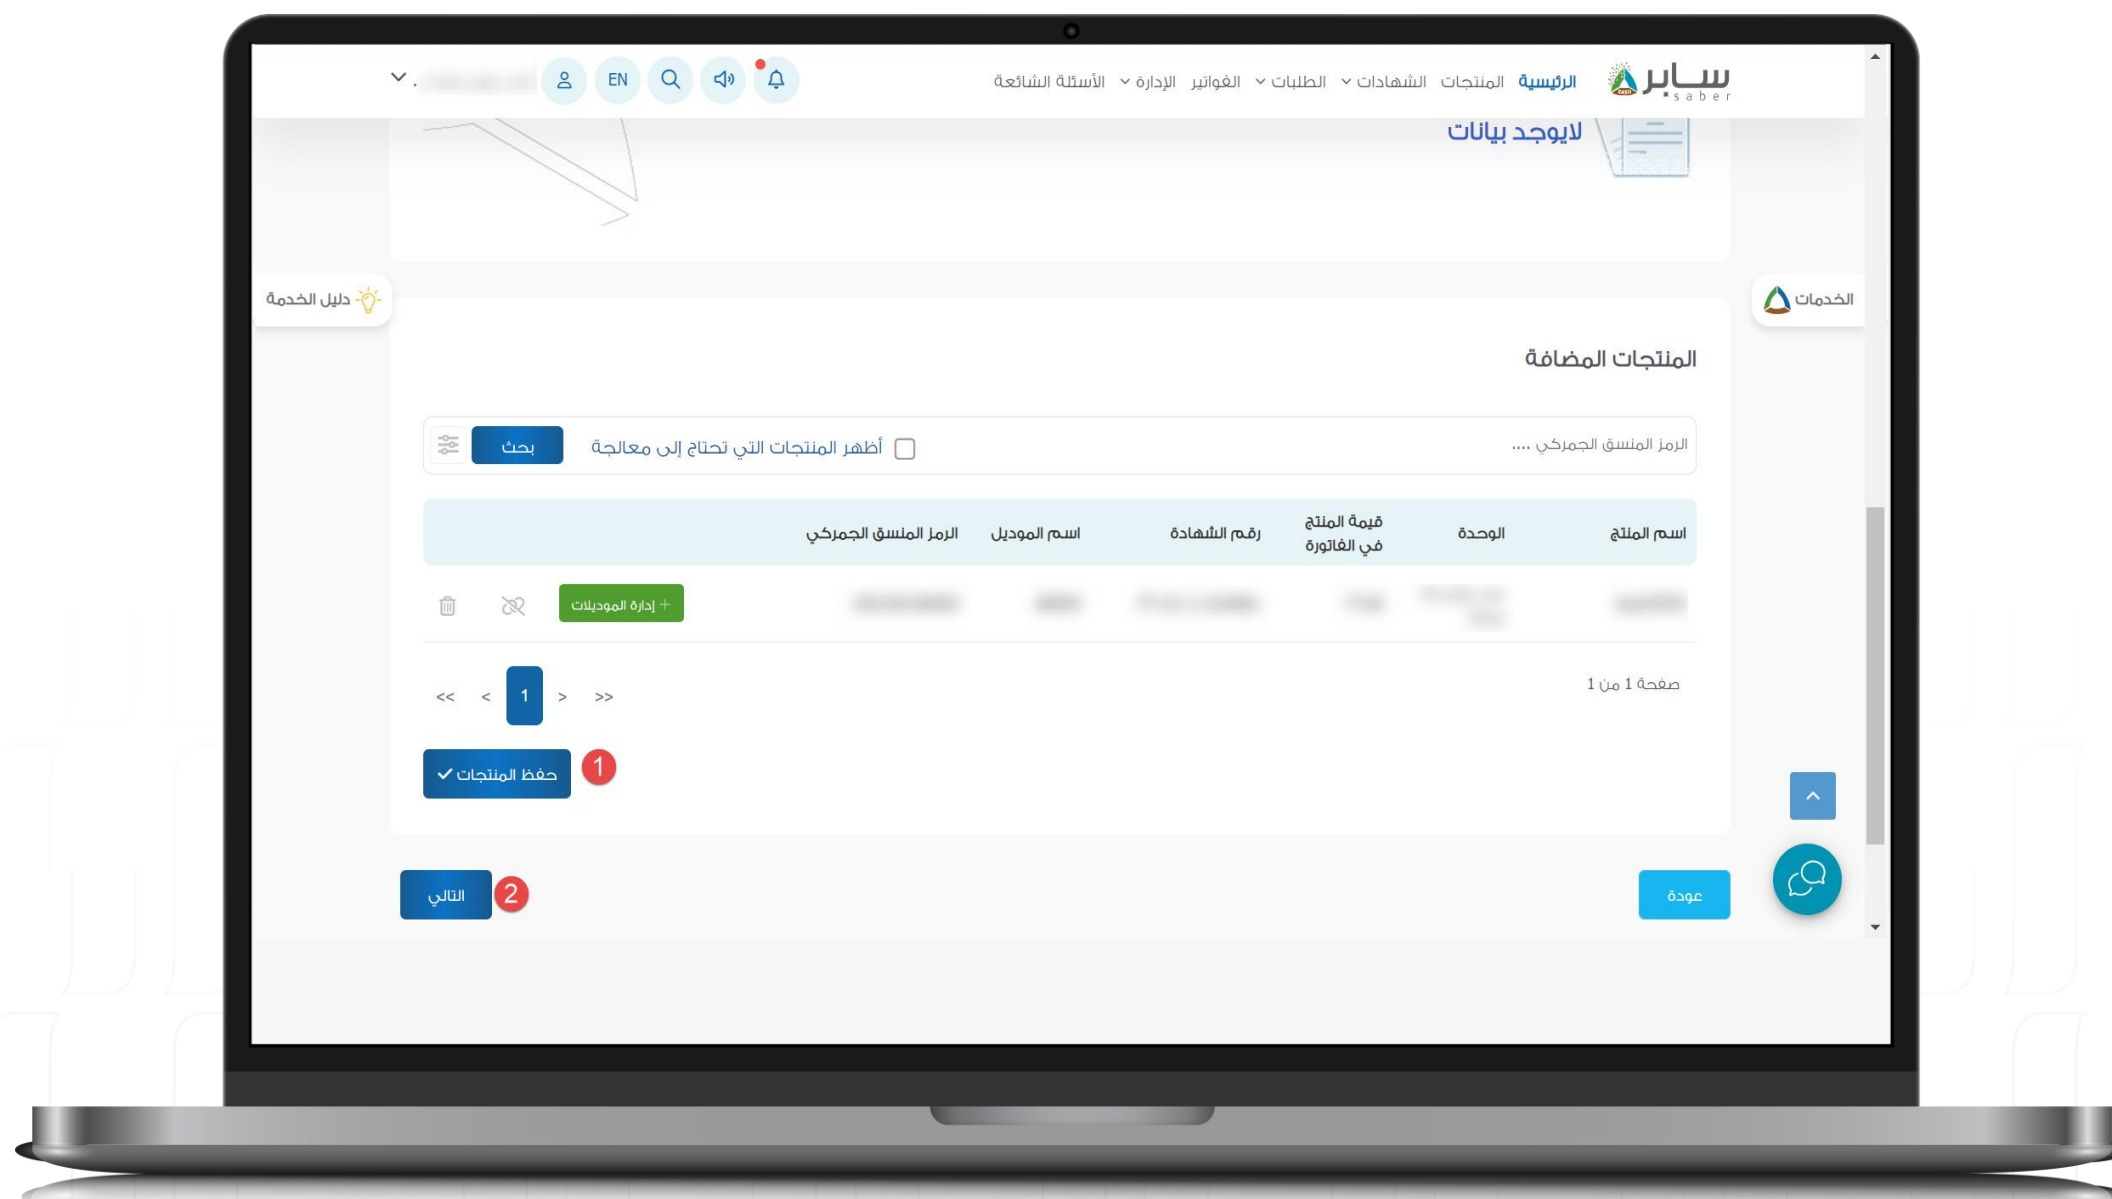 سابر
saber
SASO
الرئيسية المنتجات الشهادات الطلبات الفواتير الإدارة الأسئلة الشائعة
EN
لايوجد بيانات
الخدمات
دليل الخدمة
المنتجات المضافة
الرمز المنسق الجمركي ....
أظهر المنتجات التي تحتاج إلى معالجة
بحث
اسم المنتج الوحدة قيمة المنتج في الفاتورة رقم الشهادة اسم الموديل الرمز المنسق الجمركي
+ إدارة الموديلات
صفحة 1 من 1
<< < 1 > >>
حفظ المنتجات
1
عودة
التالي
2